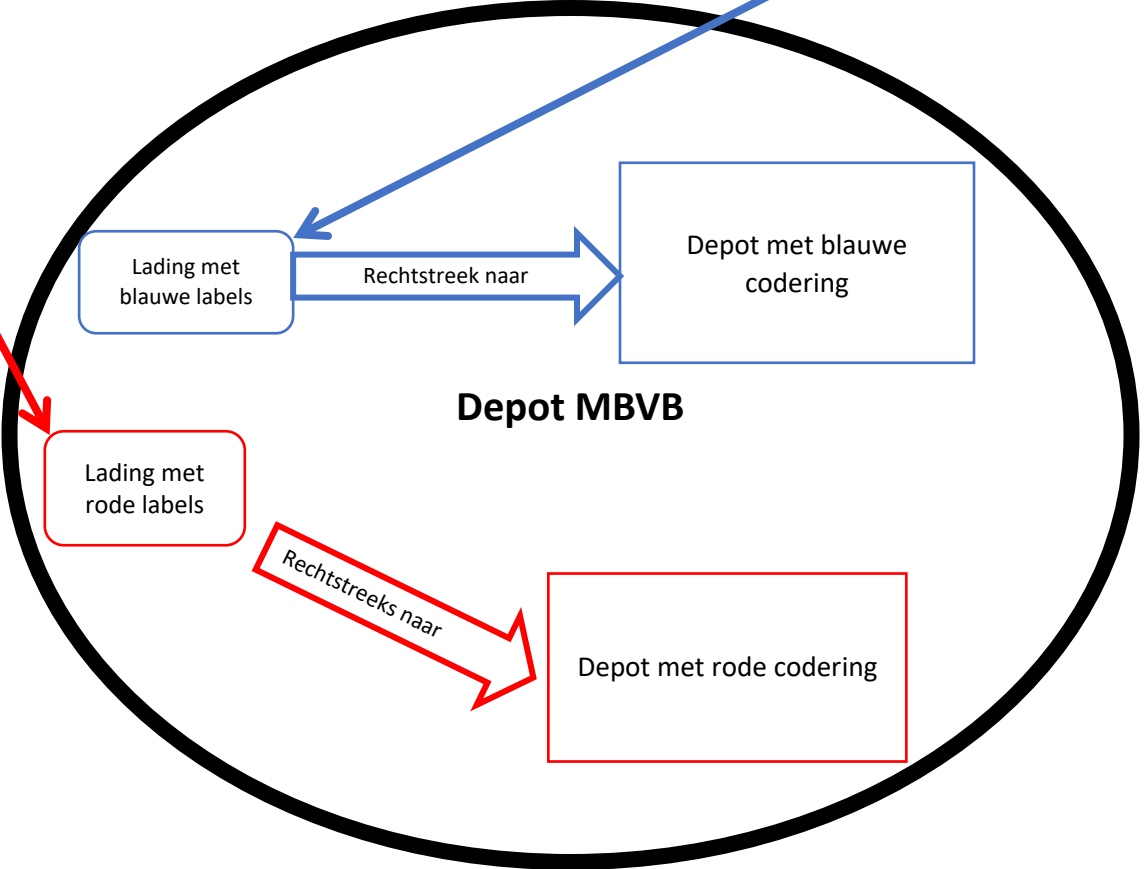 Lading met
blauwe labels
Rechtstreek naar
Depot met blauwe
codering
Depot MBVB
Lading met
rode labels
Rechtstreeks naar
Depot met rode codering